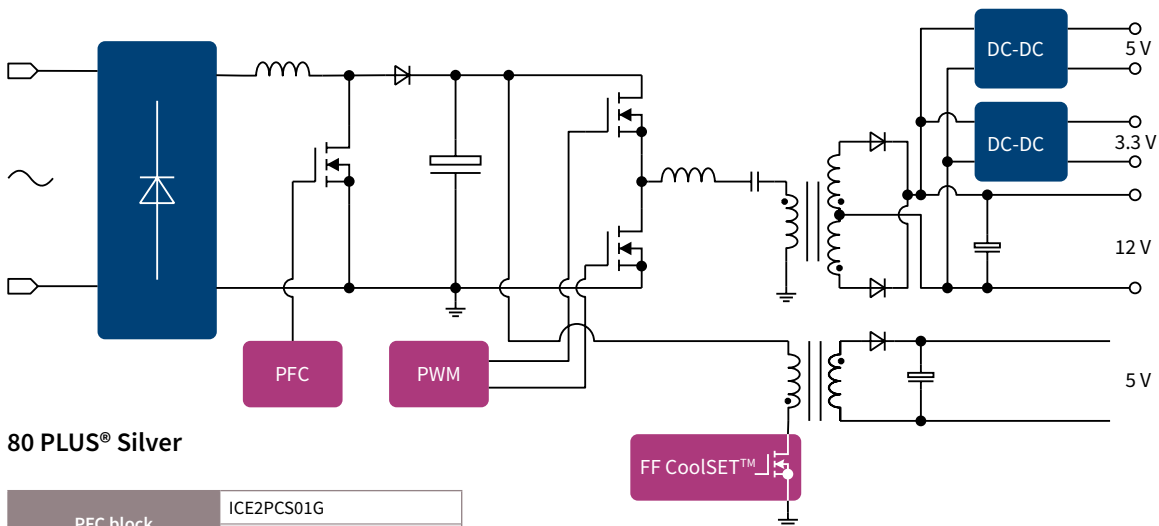 DC-DC
5 V
DC-DC
3.3 V
12 V
PFC
PWM
5 V
80 PLUS® Silver
FF CoolSET™
ICE2PCS01G
PFC block